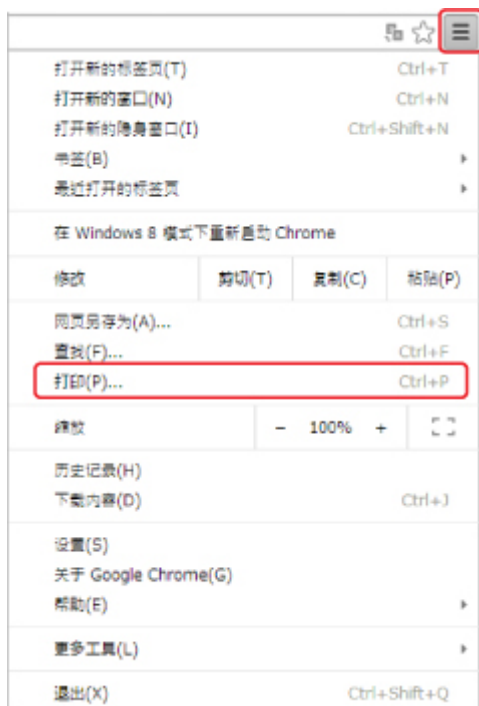 打开新的标签页(T) Ctrl+T
打开新的窗口(N) Ctrl+N
打开新的隐身窗口(I) Ctrl+Shift+N
书签(B)
最近打开的标签页
在 Windows 8 模式下重新启动 Chrome
修改 剪切(T) 复制(C) 粘贴(P)
网页另存为(A)... Ctrl+S
查找(F)... Ctrl+F
打印(P)... Ctrl+P
缩放 - 100% +
历史记录(H)
下载内容(D) Ctrl+J
设置(S)
关于 Google Chrome(G)
帮助(E)
更多工具(L)
退出(X) Ctrl+Shift+Q